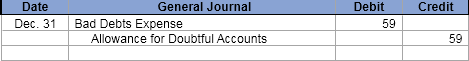 Date General Journal Debit Credit
Dec. 31 Bad Debts Expense 59
Allowance for Doubtful Accounts 59